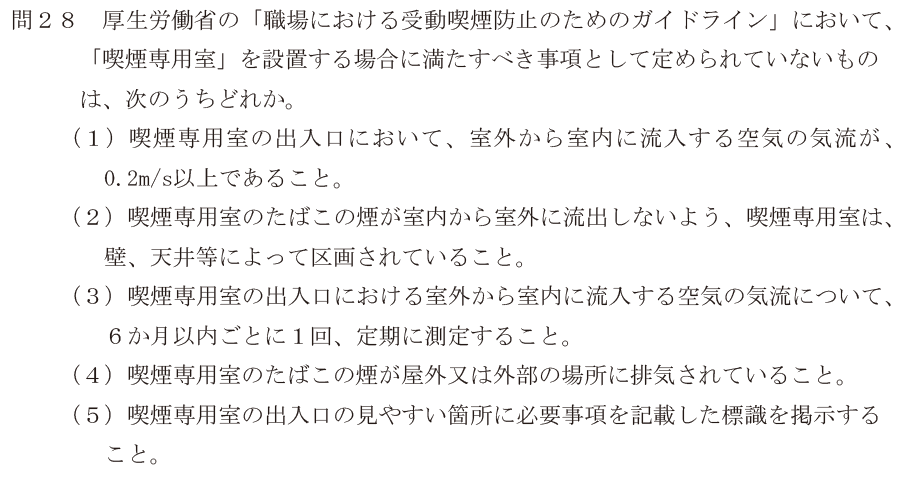 問２８　厚生労働省の「職場における受動喫煙防止のためのガイドライン」において、
「喫煙専用室」を設置する場合に満たすべき事項として定められていないもの
は、次のうちどれか。
（１）喫煙専用室の出入口において、室外から室内に流入する空気の気流が、
0.2m/s以上であること。
（２）喫煙専用室のたばこの煙が室内から室外に流出しないよう、喫煙専用室は、
壁、天井等によって区画されていること。
（３）喫煙専用室の出入口における室外から室内に流入する空気の気流について、
６か月以内ごとに１回、定期に測定すること。
（４）喫煙専用室のたばこの煙が屋外又は外部の場所に排気されていること。
（５）喫煙専用室の出入口の見やすい箇所に必要事項を記載した標識を掲示する
こと。